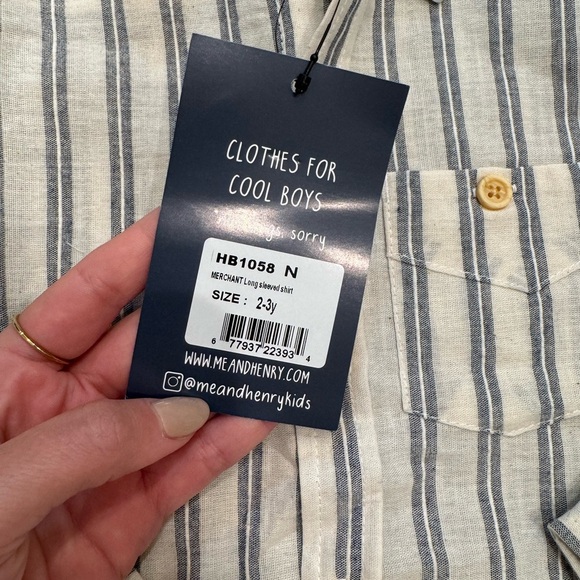 CLOTHES FOR
COOL BOYS
sorry
HB1058 N
MERCHANT Long sleeved shirt
SIZE : 2-3y
6 77937 22393 4
WWW.MEANDHENRY.COM
@meandhenrykids